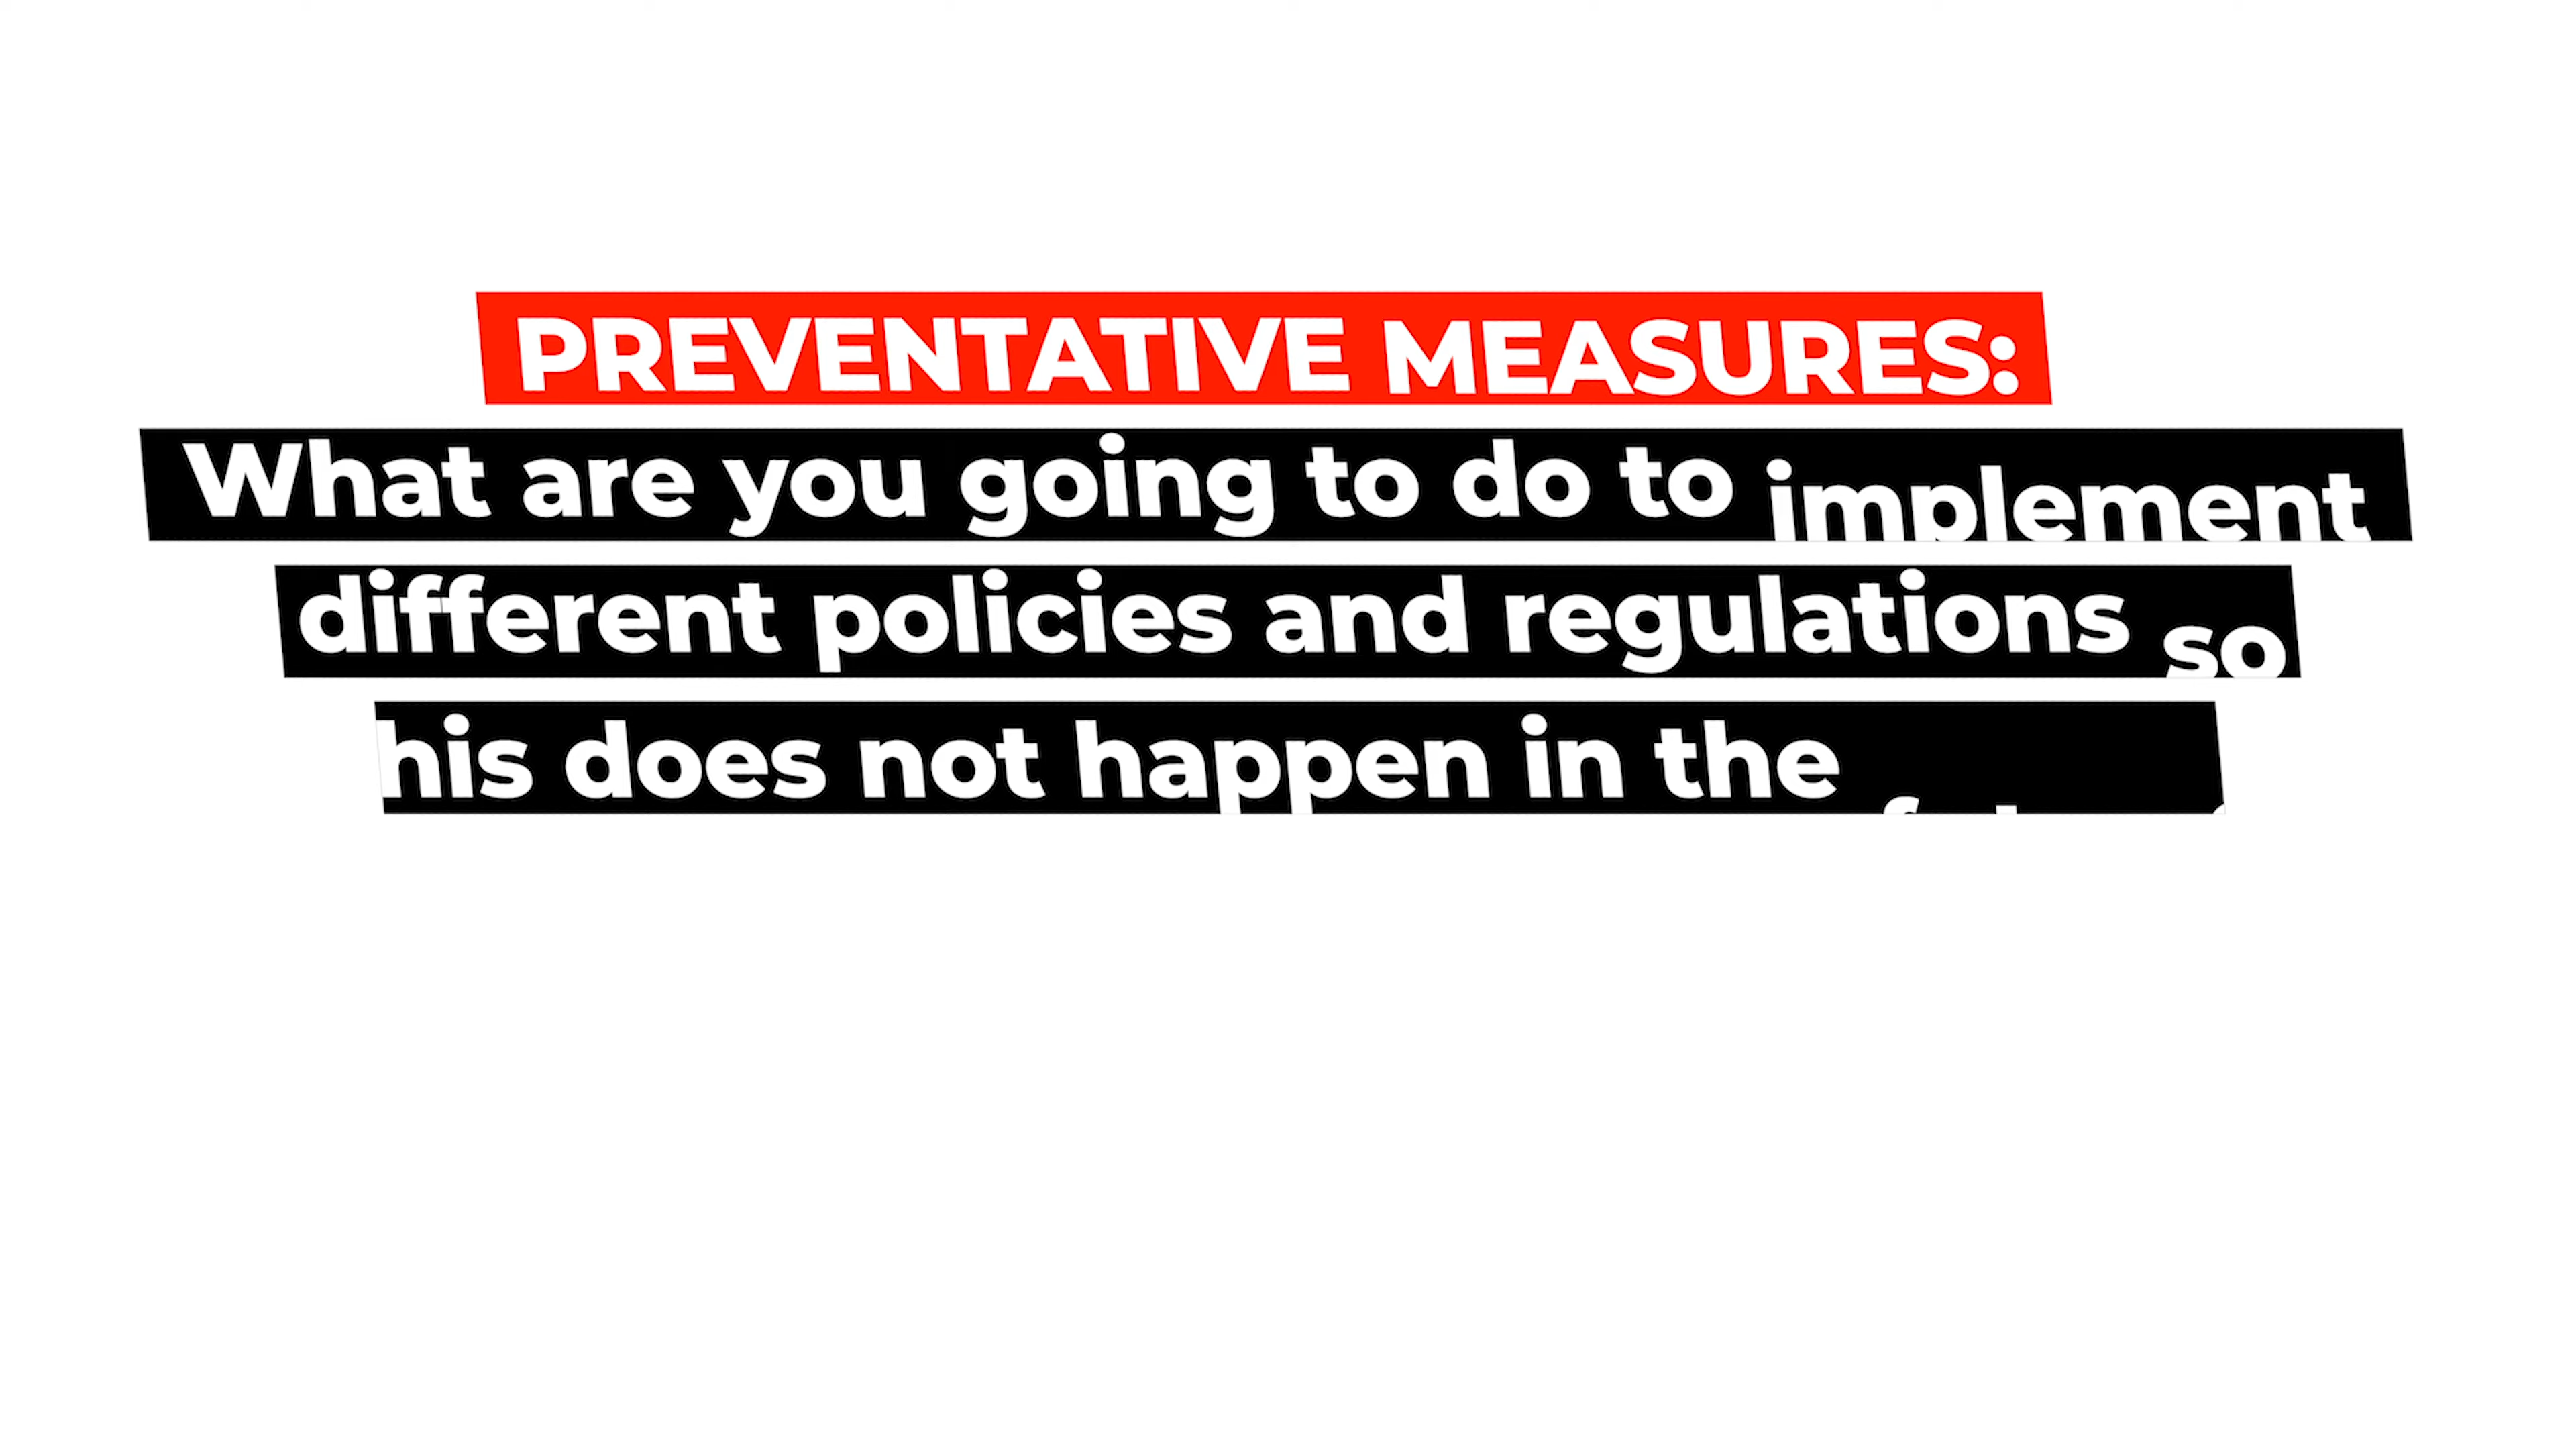 PREVENTATIVE MEASURES:
What are you going to do to implement
different policies and regulations so
his does not happen in the